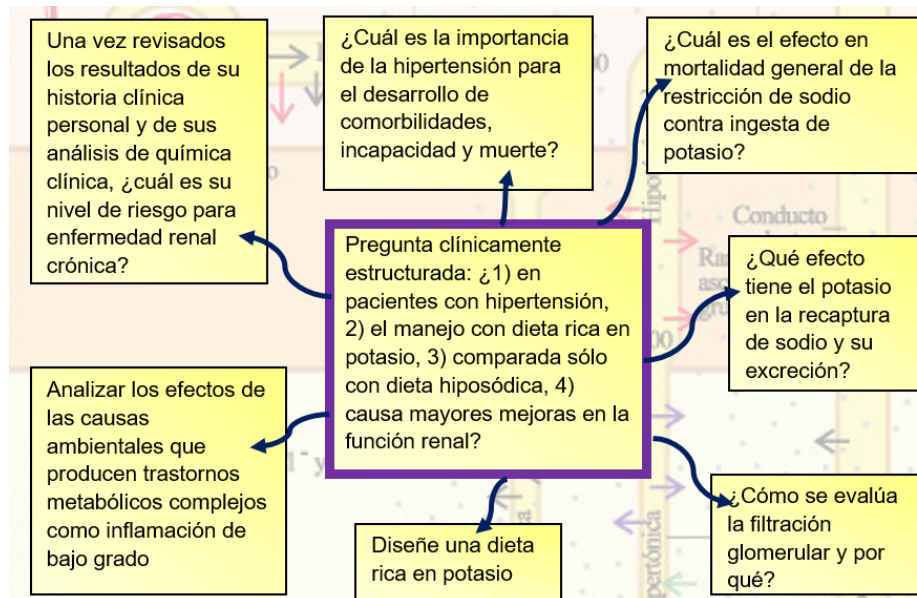 Una vez revisados
los resultados de su
historia clínica
personal y de sus
análisis de química
clínica, ¿cuál es su
nivel de riesgo para
enfermedad renal
crónica?
¿Cuál es la importancia
de la hipertensión para
el desarrollo de
comorbilidades,
incapacidad y muerte?
¿Cuál es el efecto en
mortalidad general de la
restricción de sodio
contra ingesta de
potasio?
Pregunta clínicamente
estructurada: ¿1) en
pacientes con hipertensión,
2) el manejo con dieta rica en
potasio, 3) comparada sólo
con dieta hiposódica, 4)
causa mayores mejoras en la
función renal?
Conducto
¿Qué efecto
tiene el potasio
en la recaptura
de sodio y su
excreción?
Analizar los efectos de
las causas
ambientales que
producen trastornos
metabólicos complejos
como inflamación de
bajo grado
Diseñe una dieta
rica en potasio
¿Cómo se evalúa
la filtración
glomerular y por
qué?